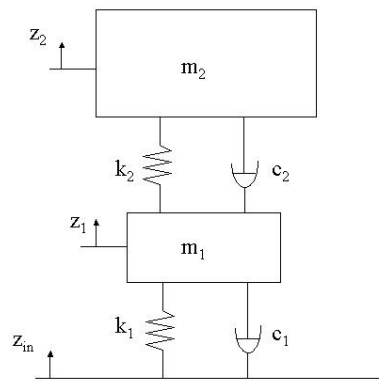 z₂
m₂
k₂ c₂
z₁
m₁
k₁ c₁
zᵢₙ